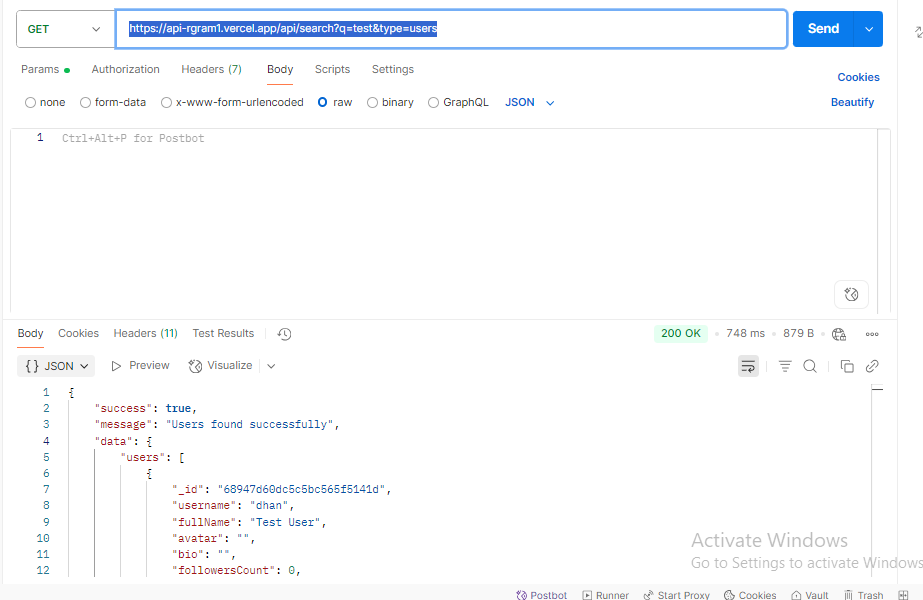 GET
https://api-rgram1.vercel.app/api/search?q=test&type=users
Send
Params
Authorization
Headers (7)
Body
Scripts
Settings
Cookies
none
form-data
x-www-form-urlencoded
raw
binary
GraphQL
JSON
Beautify
1 Ctrl+Alt+P for Postbot
Body
Cookies
Headers (11)
Test Results
200 OK
748 ms
879 B
{} JSON
Preview
Visualize
1 {
2 "success": true,
3 "message": "Users found successfully",
4 "data": {
5 "users": [
6 {
7 "_id": "68947d60dc5c5bc565f5141d",
8 "username": "dhan",
9 "fullName": "Test User",
10 "avatar": "",
11 "bio": "",
12 "followersCount": 0,
Activate Windows
Go to Settings to activate Windows
Postbot
Runner
Start Proxy
Cookies
Vault
Trash